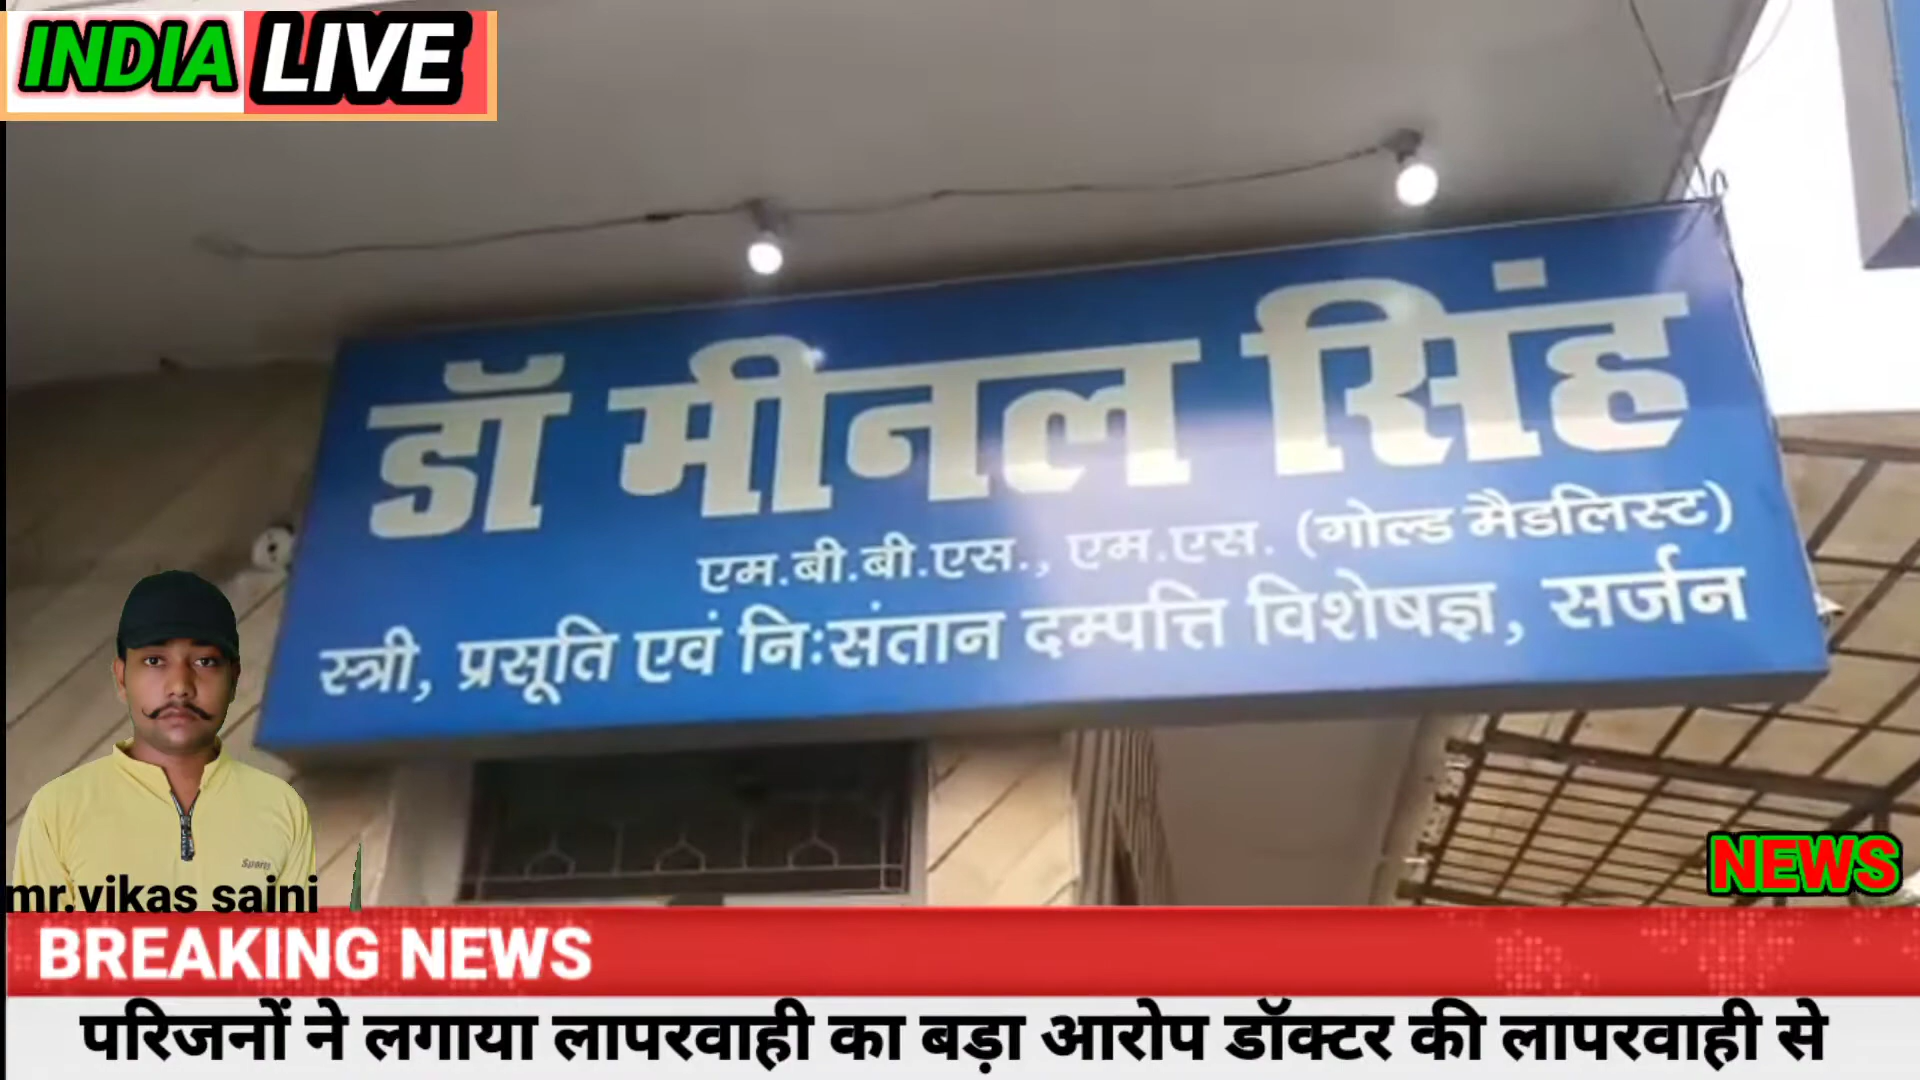 INDIA LIVE
डॉ मीनल सिंह
एम.बी.बी.एस., एम.एस. (गोल्ड मैडलिस्ट)
स्त्री, प्रसूति एवं निःसंतान दम्पत्ति विशेषज्ञ, सर्जन
Sports
mr.vikas saini
NEWS
BREAKING NEWS
परिजनों ने लगाया लापरवाही का बड़ा आरोप डॉक्टर की लापरवाही से